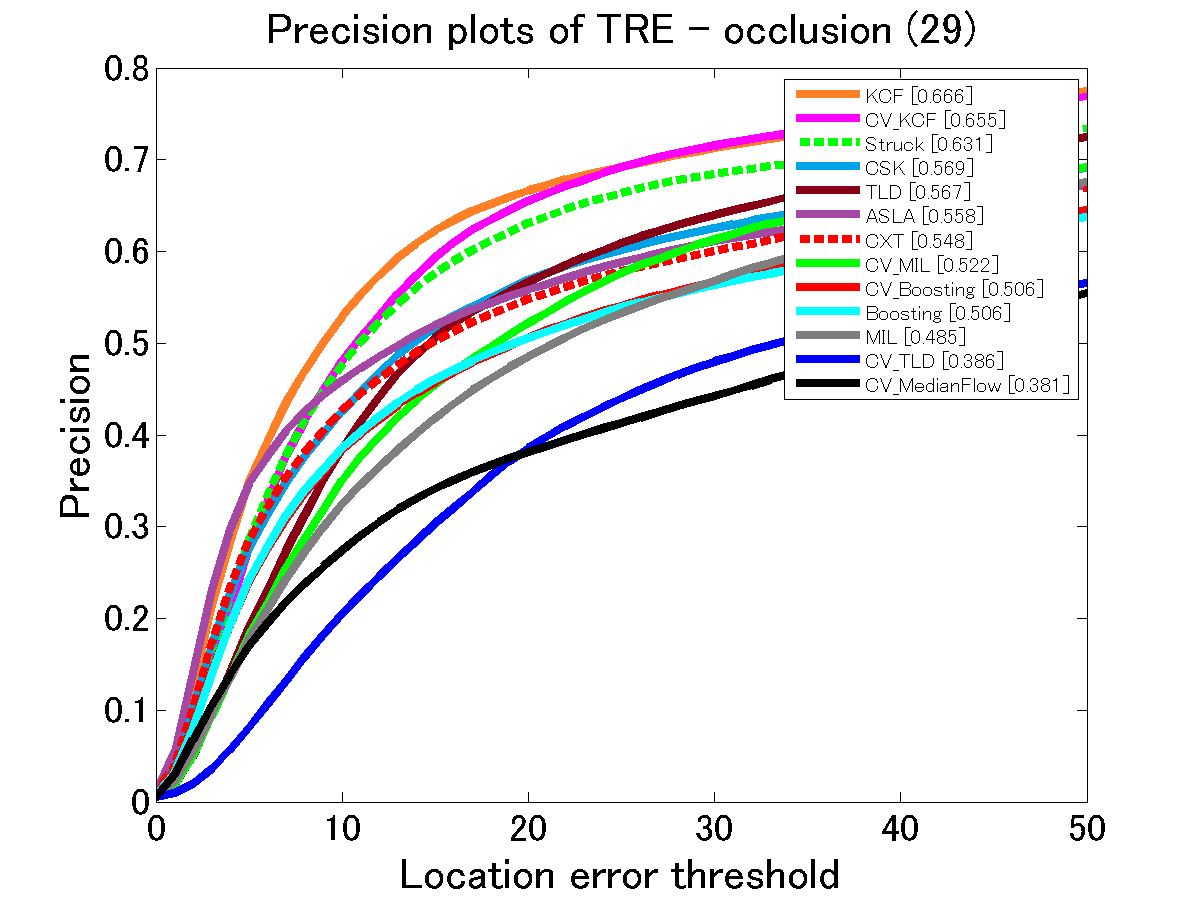 Precision plots of TRE - occlusion (29)
0.8
0.7
0.6
0.5
0.4
0.3
0.2
0.1
0
Precision
KCF [0.666]
CV_KCF [0.655]
Struck [0.631]
CSK [0.569]
TLD [0.567]
ASLA [0.558]
CXT [0.548]
CV_MIL [0.522]
CV_Boosting [0.506]
Boosting [0.506]
MIL [0.485]
CV_TLD [0.386]
CV_MedianFlow [0.381]
0 10 20 30 40 50
Location error threshold